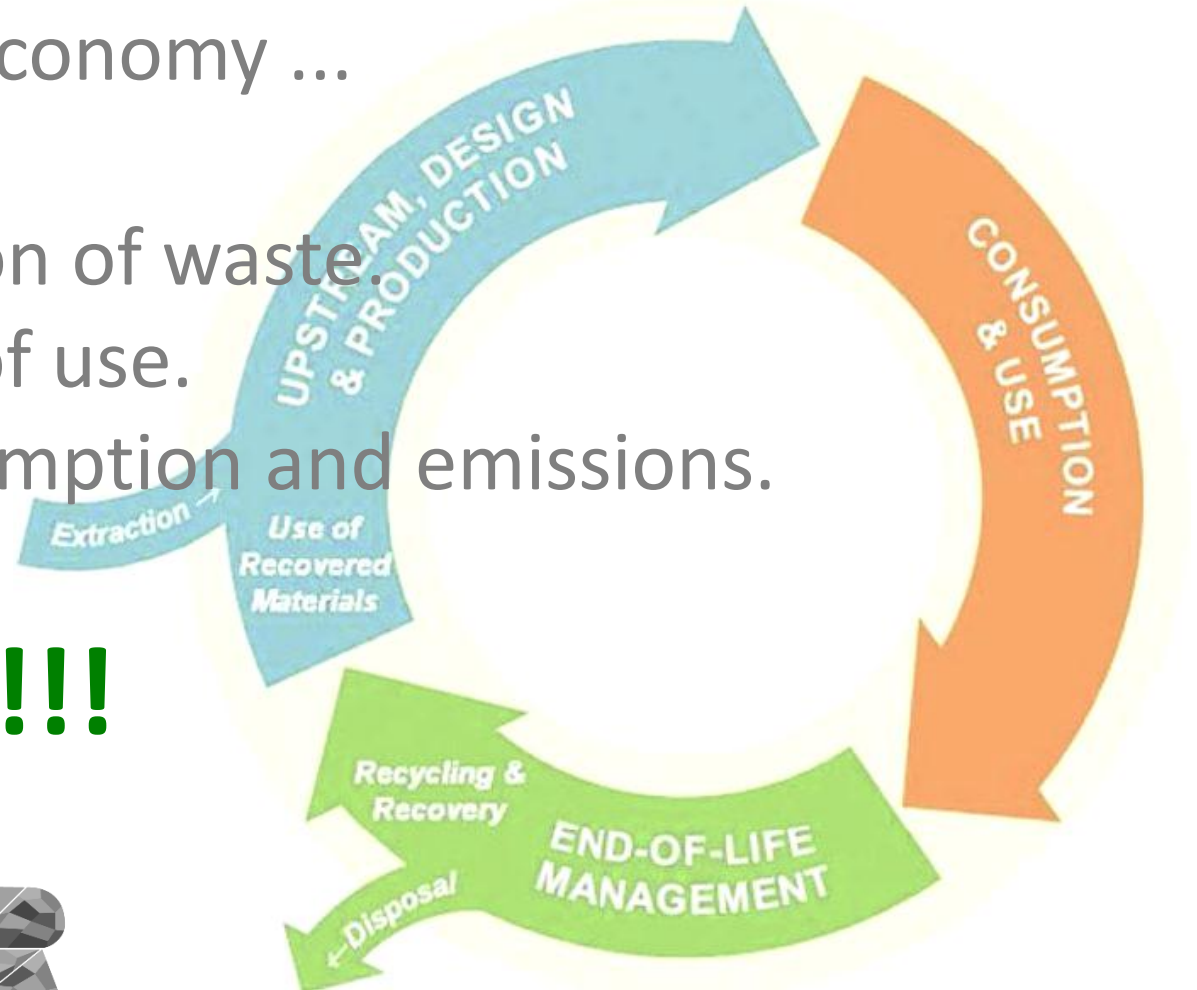 conomy ...
on of waste.
of use.
mption and emissions.
!!!
UPSTREAM, DESIGN
& PRODUCTION
CONSUMPTION
& USE
Extraction →
Use of
Recovered
Materials
Recycling &
Recovery
END-OF-LIFE
MANAGEMENT
←Disposal